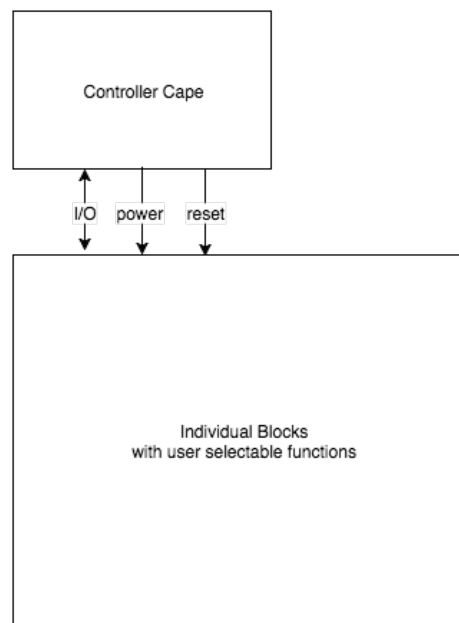 Controller Cape
I/O power reset
Individual Blocks
with user selectable functions